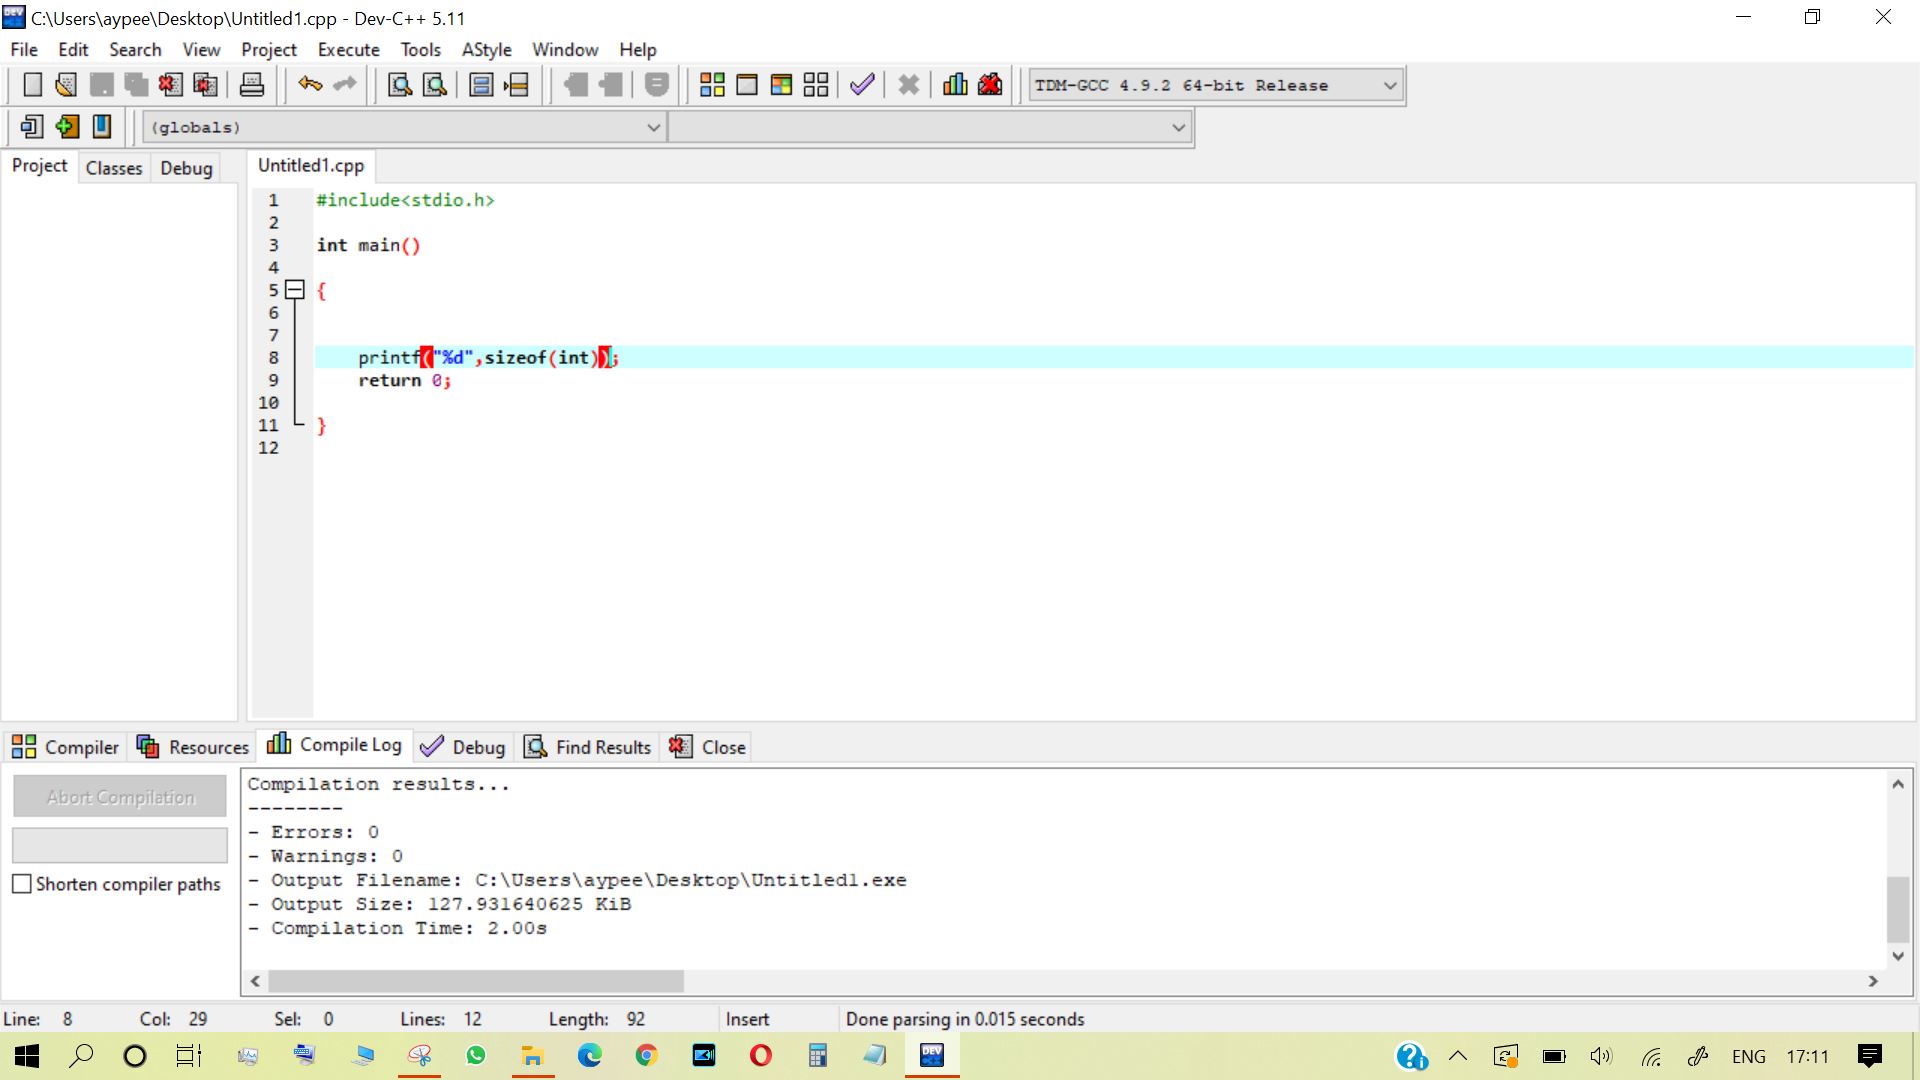 C:\Users\aypee\Desktop\Untitled1.cpp - Dev-C++ 5.11
File Edit Search View Project Execute Tools AStyle Window Help
TDM-GCC 4.9.2 64-bit Release
(globals)
Project Classes Debug Untitled1.cpp
1 #include<stdio.h>
2
3 int main()
4
5 {
6
7
8 printf("%d",sizeof(int));
9 return 0;
10
11 }
12
Compiler Resources Compile Log Debug Find Results Close
Abort Compilation
Shorten compiler paths
Compilation results...
--------
- Errors: 0
- Warnings: 0
- Output Filename: C:\Users\aypee\Desktop\Untitled1.exe
- Output Size: 127.931640625 KiB
- Compilation Time: 2.00s
Line: 8 Col: 29 Sel: 0 Lines: 12 Length: 92 Insert Done parsing in 0.015 seconds
DEV ENG 17:11